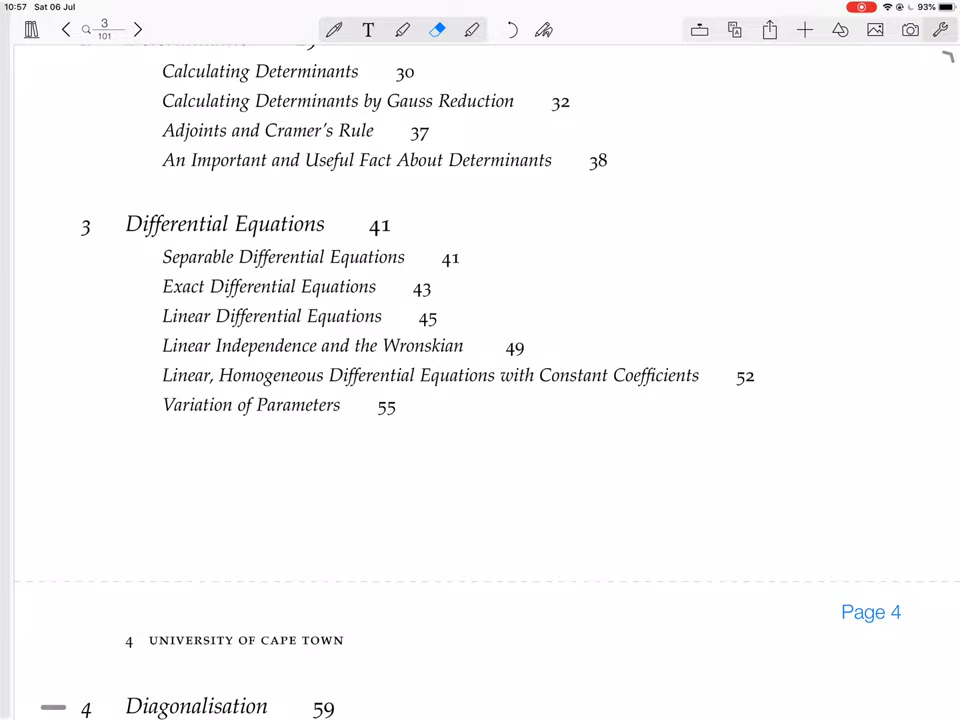 10:57 Sat 06 Jul 93%
3
101
T
Calculating Determinants 30
Calculating Determinants by Gauss Reduction 32
Adjoints and Cramer's Rule 37
An Important and Useful Fact About Determinants 38
3 Differential Equations 41
Separable Differential Equations 41
Exact Differential Equations 43
Linear Differential Equations 45
Linear Independence and the Wronskian 49
Linear, Homogeneous Differential Equations with Constant Coefficients 52
Variation of Parameters 55
Page 4
4 UNIVERSITY OF CAPE TOWN
4 Diagonalisation 59